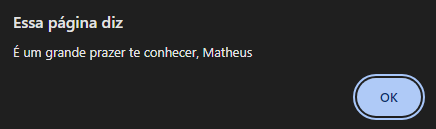 Essa página diz
É um grande prazer te conhecer, Matheus
OK